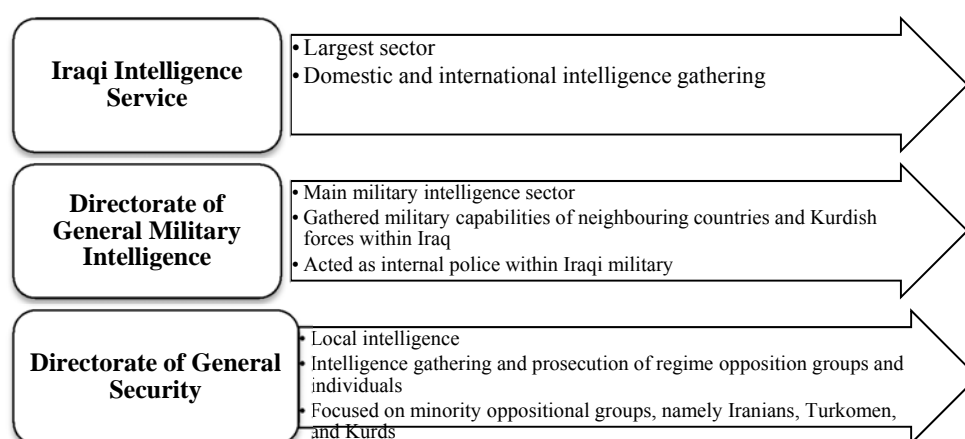 Iraqi Intelligence
Service
• Largest sector
• Domestic and international intelligence gathering
Directorate of
General Military
Intelligence
• Main military intelligence sector
• Gathered military capabilities of neighbouring countries and Kurdish
forces within Iraq
• Acted as internal police within Iraqi military
Directorate of General
Security
• Local intelligence
• Intelligence gathering and prosecution of regime opposition groups and
individuals
• Focused on minority oppositional groups, namely Iranians, Turkomen,
and Kurds